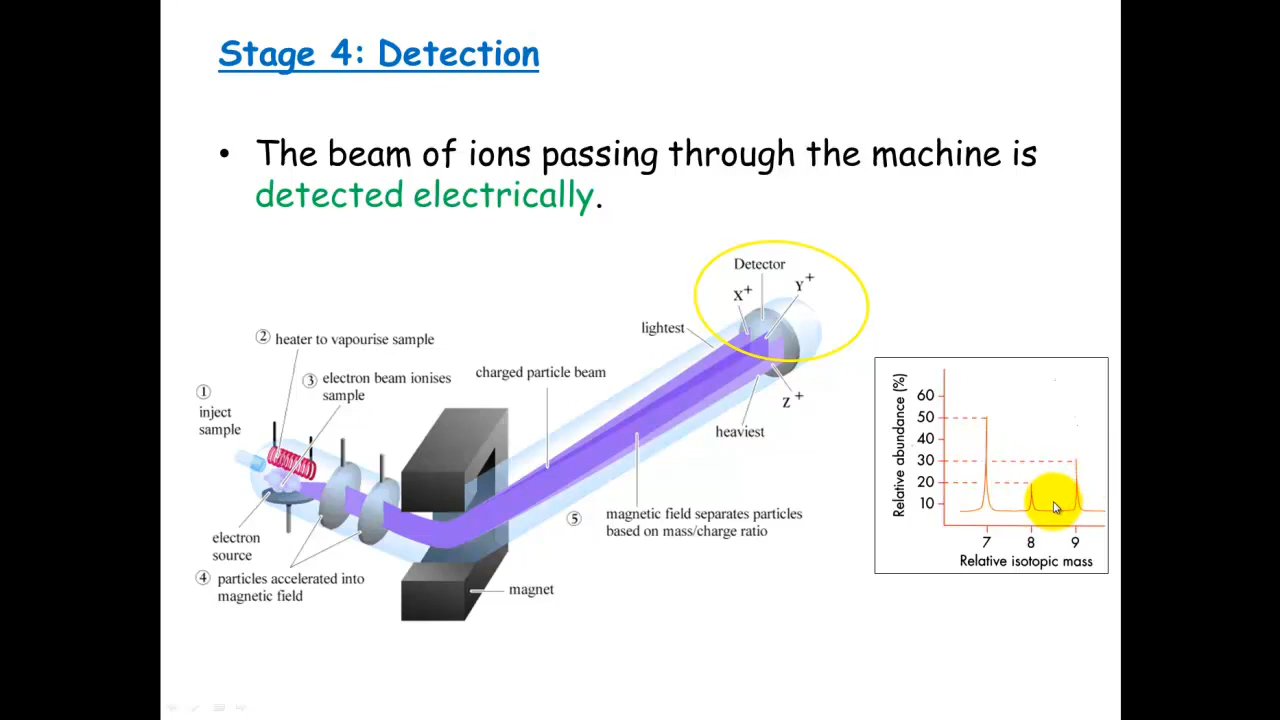 Stage 4: Detection
• The beam of ions passing through the machine is
detected electrically.
Detector
X+
Y+
lightest
② heater to vapourise sample
charged particle beam
③ electron beam ionises
sample
①
inject
sample
Z+
heaviest
⑤
magnetic field separates particles
based on mass/charge ratio
electron
source
④ particles accelerated into
magnetic field
magnet
Relative abundance (%)
60
50
40
30
20
10
7 8 9
Relative isotopic mass